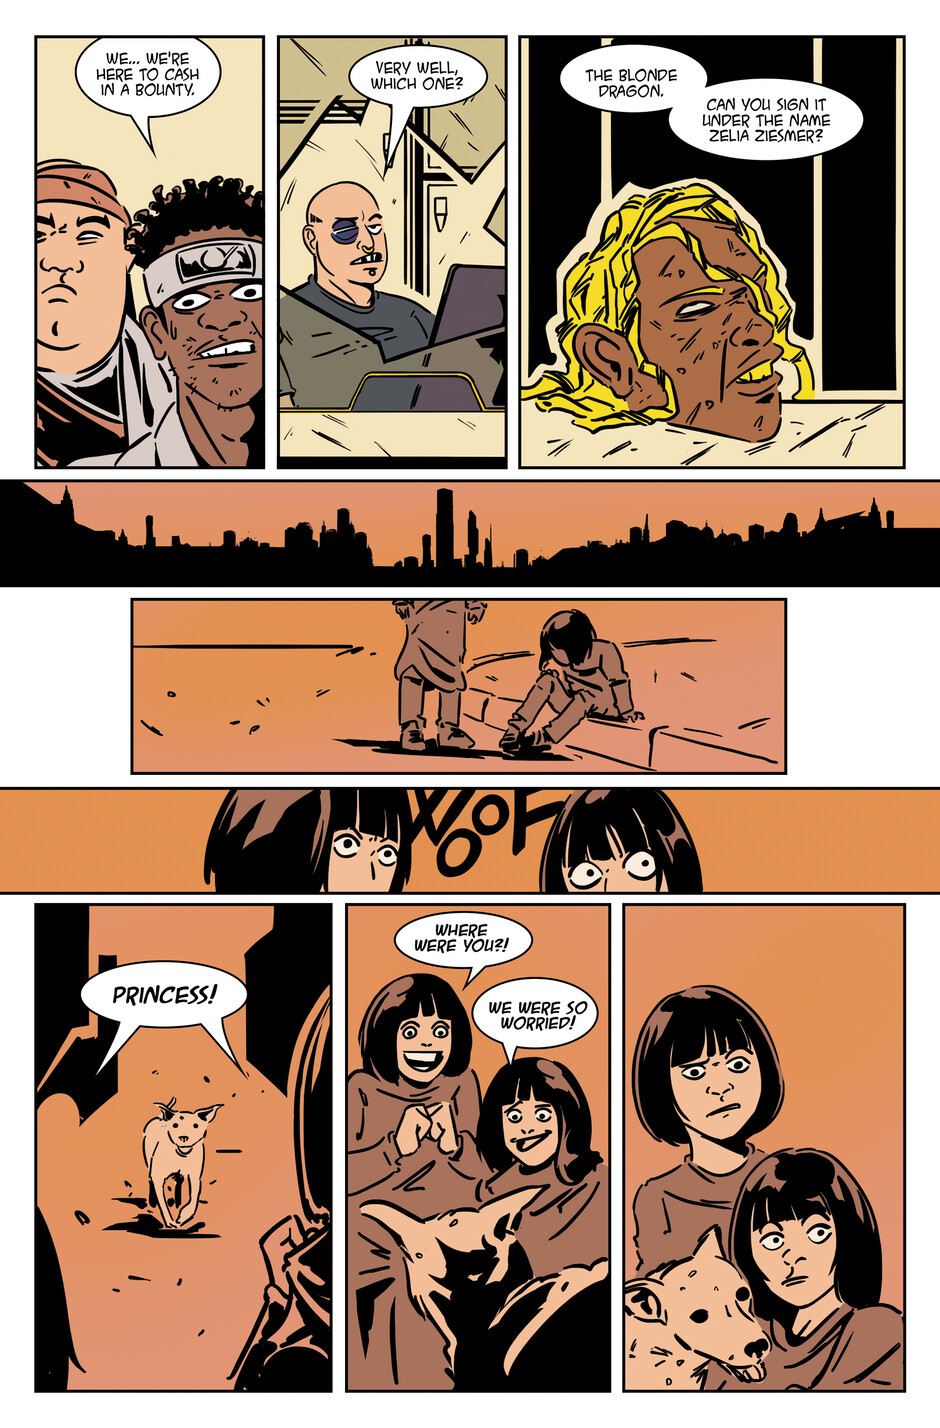 WE... WE'RE
HERE TO CASH
IN A BOUNTY.
VERY WELL,
WHICH ONE?
THE BLONDE
DRAGON.
CAN YOU SIGN IT
UNDER THE NAME
ZELIA ZIESMER?
WOOF
PRINCESS!
WHERE
WERE YOU?!
WE WERE SO
WORRIED!